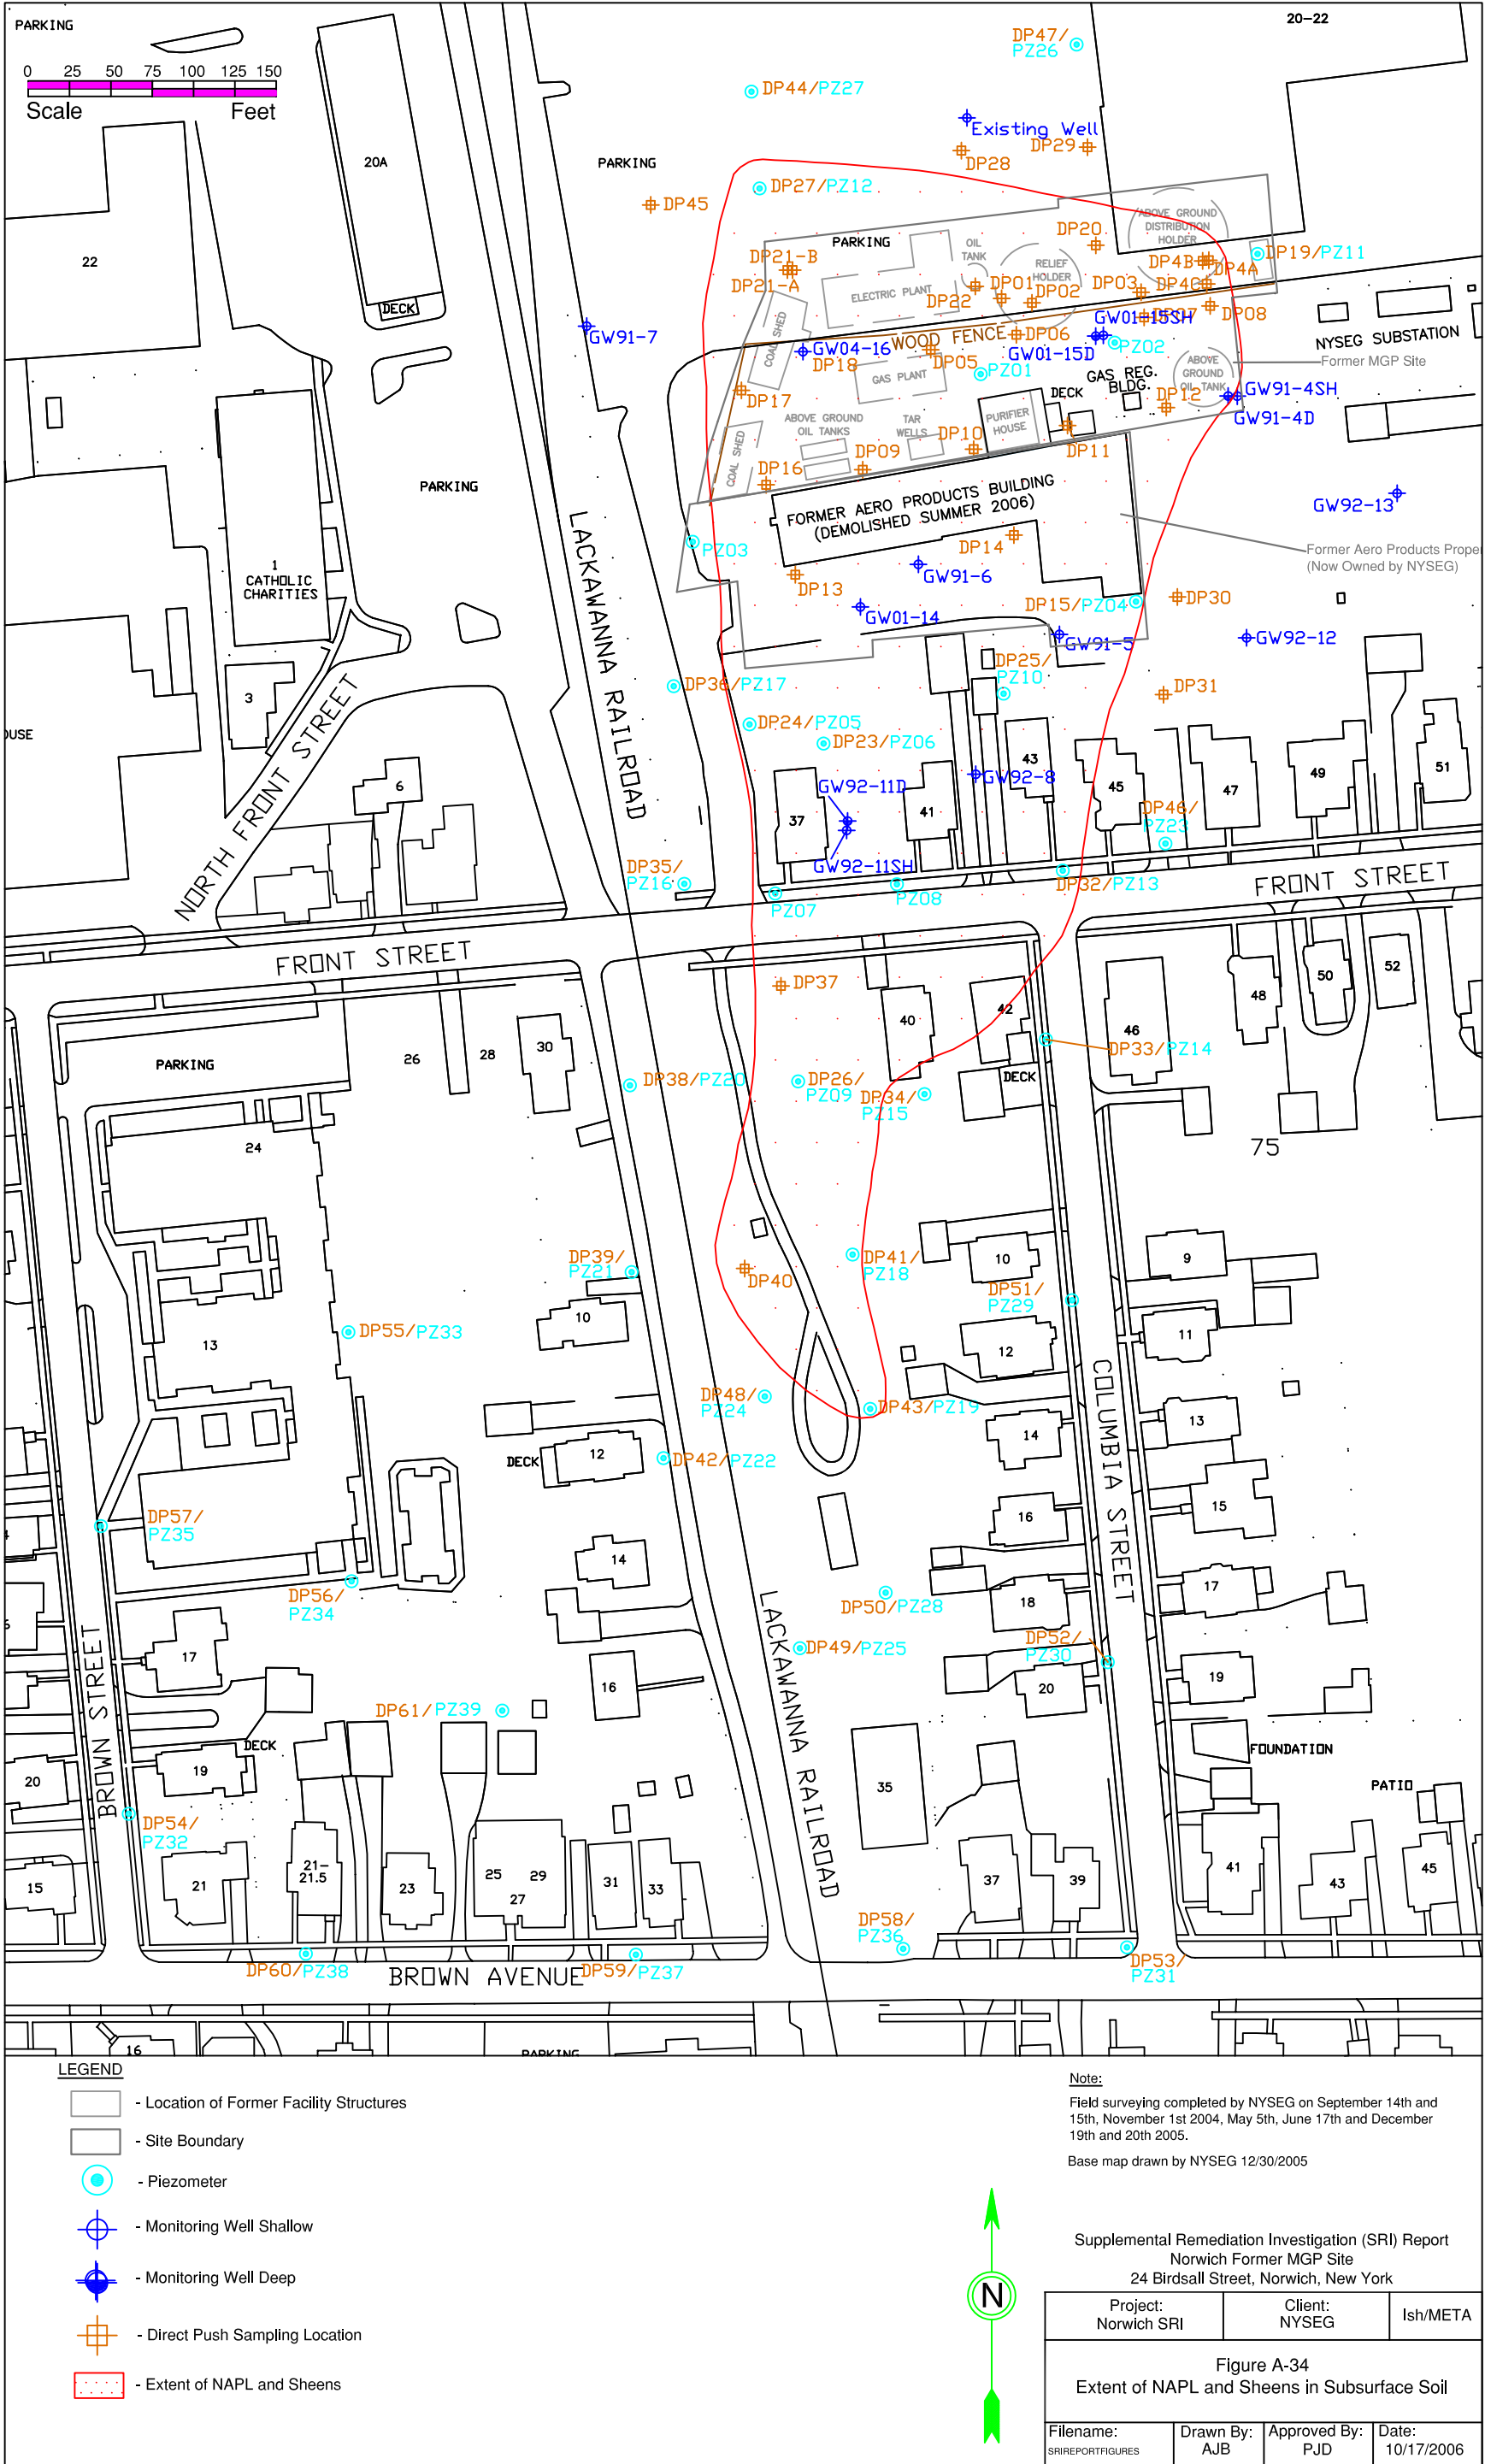 PARKING
0 25 50 75 100 125 150
Scale Feet
20A
22
DECK
PARKING
DP47/
PZ26
20-22
DP44/PZ27
Existing Well
DP29
DP28
DP27/PZ12
DP45
PARKING
DP20
ABOVE GROUND
DISTRIBUTION
HOLDER
DP19/PZ11
OIL
TANK
RELIEF
HOLDER
DP21-B
DP21-A
ELECTRIC PLANT
DP22
DP01
DP02
DP03
DP4B
DP4A
DP4C
DP07
DP08
COAL SHED
WOOD FENCE
DP06
GW01-15SH
GW01-15D
PZ02
NYSEG SUBSTATION
Former MGP Site
GW91-7
GW04-16
DP18
DP05
GAS PLANT
PZ01
ABOVE
GROUND
OIL TANK
GAS REG.
BLDG.
DECK
DP12
GW91-4SH
GW91-4D
DP17
ABOVE GROUND
OIL TANKS
TAR
WELLS
PURIFIER
HOUSE
DP10
DP11
COAL SHED
DP16
DP09
PARKING
FORMER AERO PRODUCTS BUILDING
(DEMOLISHED SUMMER 2006)
GW92-13
DP14
PZ03
Former Aero Products Prope
(Now Owned by NYSEG)
1
CATHOLIC
CHARITIES
GW91-6
DP13
GW01-14
DP15/PZ04
DP30
GW91-5
GW92-12
LACKAWANNA RAILROAD
3
DP25/
PZ10
DP36/PZ17
DP31
OUSE
DP24/PZ05
DP23/PZ06
NORTH FRONT STREET
6
GW92-11D
GW92-8
43
45
47
49
51
37
41
DP46/
PZ23
GW92-11SH
DP35/
PZ16
PZ07
PZ08
DP32/PZ13
FRONT STREET
FRONT STREET
DP37
40
42
46
48
50
52
DP33/PZ14
PARKING
26
28
30
DP38/PZ20
DP26/
PZ09
DP34/
PZ15
DECK
24
75
DP39/
PZ21
DP40
DP41/
PZ18
10
9
DP51/
PZ29
DP55/PZ33
13
10
12
11
COLUMBIA STREET
DP48/
PZ24
DP43/PZ19
14
13
DECK
12
DP42/PZ22
16
15
DP57/
PZ35
14
DP56/
PZ34
DP50/PZ28
18
17
LACKAWANNA RAILROAD
DP49/PZ25
DP52/
PZ30
BROWN STREET
17
16
20
19
DP61/PZ39
DECK
19
20
FOUNDATION
PATIO
35
DP54/
PZ32
15
21
21-
21.5
23
25
27
29
31
33
37
39
41
43
45
DP58/
PZ36
DP60/PZ38
BROWN AVENUE
DP59/PZ37
DP53/
PZ31
16
PARKING
LEGEND
- Location of Former Facility Structures
- Site Boundary
- Piezometer
- Monitoring Well Shallow
- Monitoring Well Deep
- Direct Push Sampling Location
- Extent of NAPL and Sheens
Note:
Field surveying completed by NYSEG on September 14th and
15th, November 1st 2004, May 5th, June 17th and December
19th and 20th 2005.
Base map drawn by NYSEG 12/30/2005
N
Supplemental Remediation Investigation (SRI) Report
Norwich Former MGP Site
24 Birdsall Street, Norwich, New York
Project:
Norwich SRI
Client:
NYSEG
Ish/META
Figure A-34
Extent of NAPL and Sheens in Subsurface Soil
Filename:
SRIREPORTFIGURES
Drawn By:
AJB
Approved By:
PJD
Date:
10/17/2006